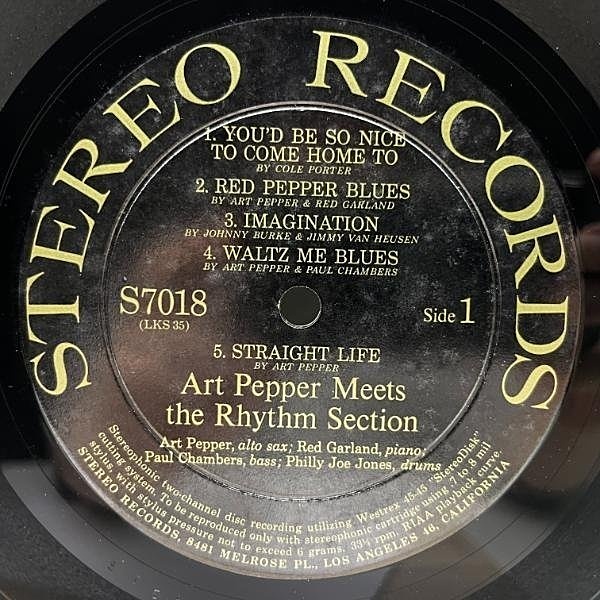 STEREO RECORDS
1. YOU'D BE SO NICE
TO COME HOME TO
BY COLE PORTER
2. RED PEPPER BLUES
BY ART PEPPER & RED GARLAND
3. IMAGINATION
BY JOHNNY BURKE & JIMMY VAN HEUSEN
4. WALTZ ME BLUES
BY ART PEPPER & PAUL CHAMBERS
S7018
(LKS 35)
Side 1
5. STRAIGHT LIFE
BY ART PEPPER
Art Pepper Meets
the Rhythm Section
Art Pepper, alto sax; Red Garland, piano;
Paul Chambers, bass; Philly Joe Jones, drums
Stereophonic two-channel disc recording utilizing Westrex 45-45 "StereoDisk"
cutting system. To be reproduced only with stereophonic cartridge using .7 to 8 mil
stylus, with stylus pressure not to exceed 6 grams. 33⅓ rpm RIAA playback curve.
STEREO RECORDS, 8481 MELROSE PL., LOS ANGELES 46, CALIFORNIA